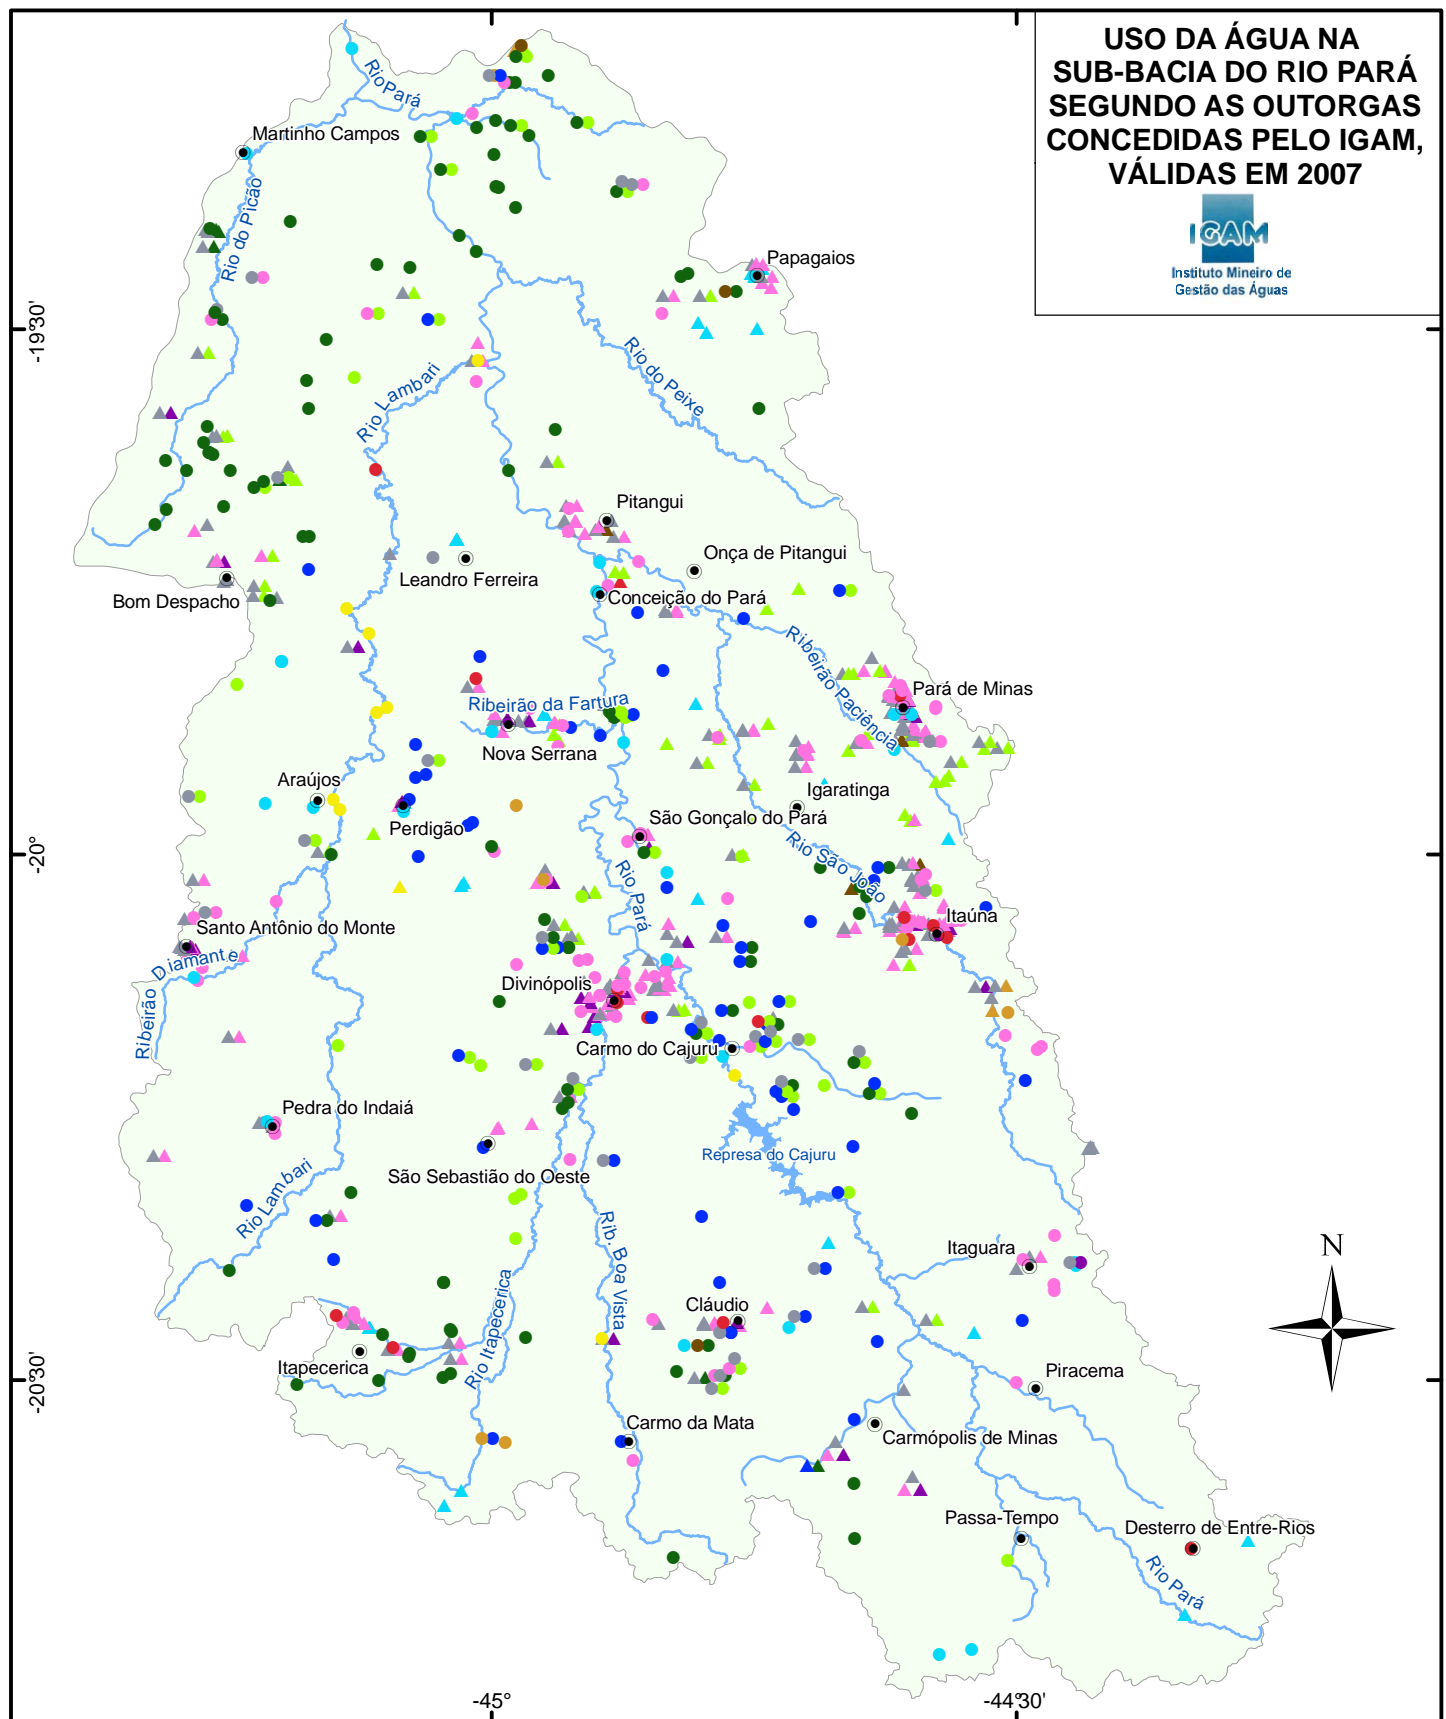 USO DA ÁGUA NA
SUB-BACIA DO RIO PARÁ
SEGUNDO AS OUTORGAS
CONCEDIDAS PELO IGAM,
VÁLIDAS EM 2007
IGAM
Instituto Mineiro de
Gestão das Águas
RioPará
Martinho Campos
Rio do Picão
Papagaios
-19°30'
Rio do Peixe
Rio Lambari
Pitangui
Onça de Pitangui
Leandro Ferreira
Bom Despacho
Conceição do Pará
Ribeirão Paciência
Pará de Minas
Ribeirão da Fartura
Nova Serrana
Araújos
Igaratinga
Perdigão
São Gonçalo do Pará
Rio São João
-20°
Rio Pará
Itaúna
Santo Antônio do Monte
Ribeirão Diamante
Divinópolis
Carmo do Cajuru
Pedra do Indaiá
Represa do Cajuru
São Sebastião do Oeste
Rio Lambari
Rib. Boa Vista
Itaguara
N
Rio Itapecerica
Cláudio
Itapecerica
Piracema
-20°30'
Carmo da Mata
Carmópolis de Minas
Passa-Tempo
Desterro de Entre-Rios
Rio Pará
-45°
-44°30'